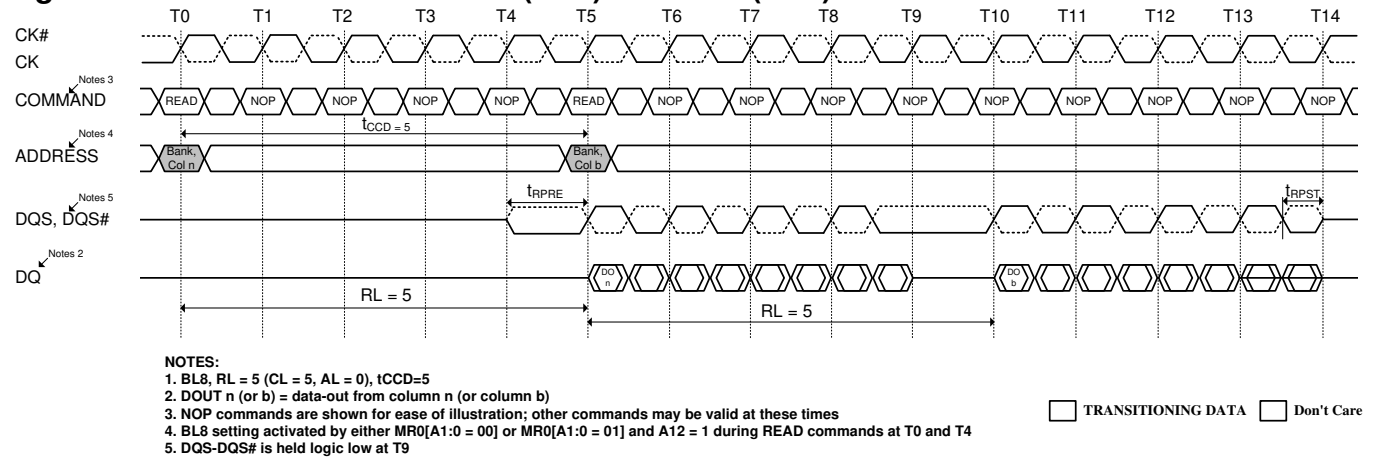 T0 T1 T2 T3 T4 T5 T6 T7 T8 T9 T10 T11 T12 T13 T14
CK#
CK
Notes 3
COMMAND READ NOP NOP NOP NOP READ NOP NOP NOP NOP NOP NOP NOP NOP NOP
tCCD = 5
Notes 4
ADDRESS
Bank, Col n
Bank, Col b
Notes 5
tRPRE
tRPST
DQS, DQS#
Notes 2
DQ
DO n
DO b
RL = 5
RL = 5
NOTES:
1. BL8, RL = 5 (CL = 5, AL = 0), tCCD=5
2. DOUT n (or b) = data-out from column n (or column b)
3. NOP commands are shown for ease of illustration; other commands may be valid at these times
4. BL8 setting activated by either MR0[A1:0 = 00] or MR0[A1:0 = 01] and A12 = 1 during READ commands at T0 and T4
5. DQS-DQS# is held logic low at T9
TRANSITIONING DATA Don't Care